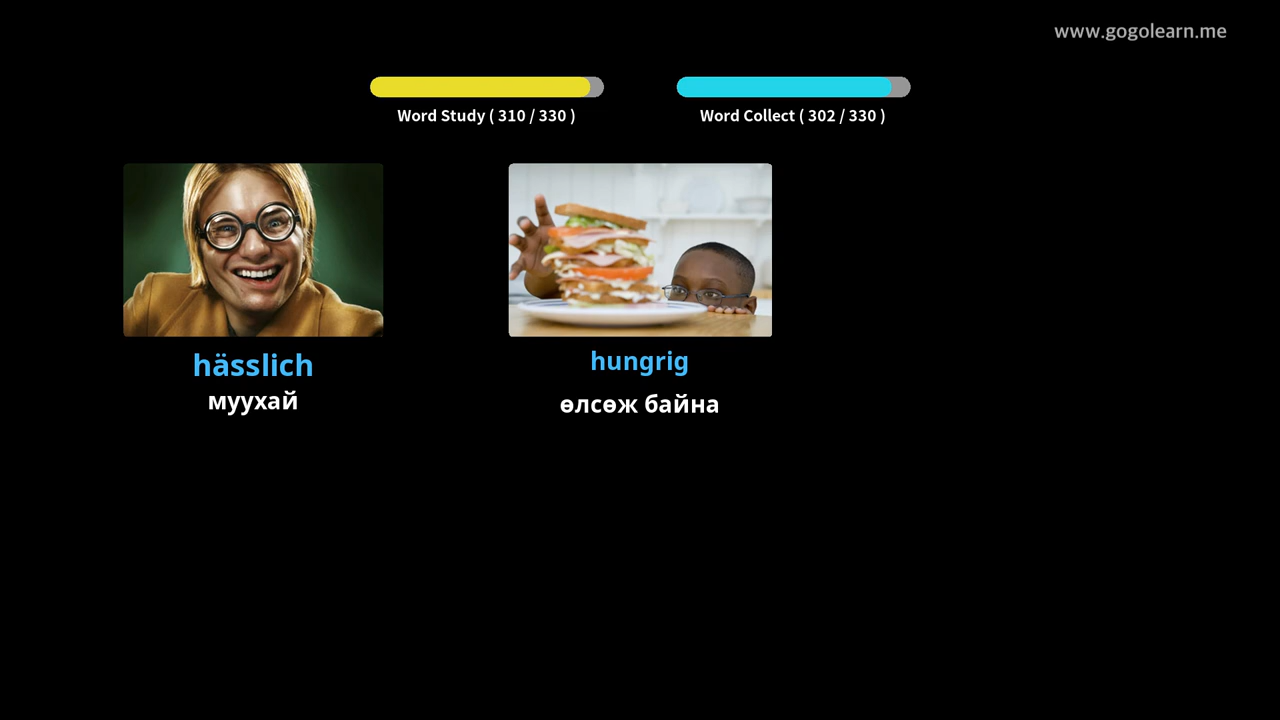 www.gogolearn.me
Word Study ( 310 / 330 )
Word Collect ( 302 / 330 )
hässlich
муухай
hungrig
өлсөж байна